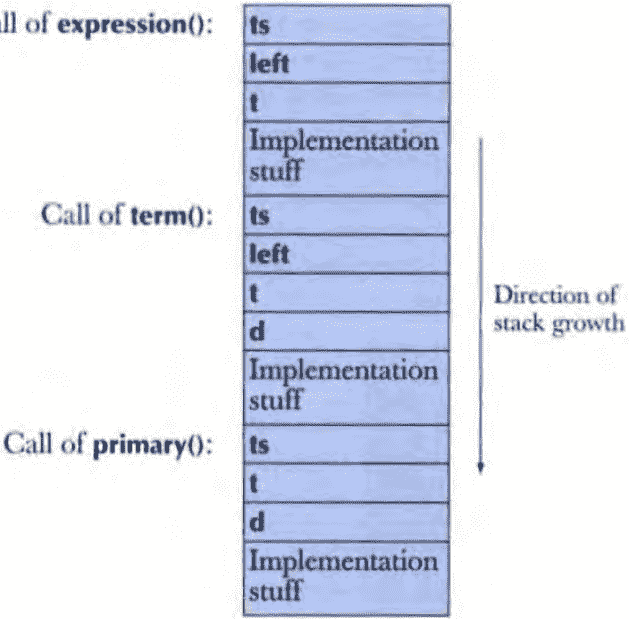 all of expression():
ts
left
t
Implementation
stuff
Call of term():
ts
left
t
d
Implementation
stuff
Direction of
stack growth
Call of primary():
ts
t
d
Implementation
stuff